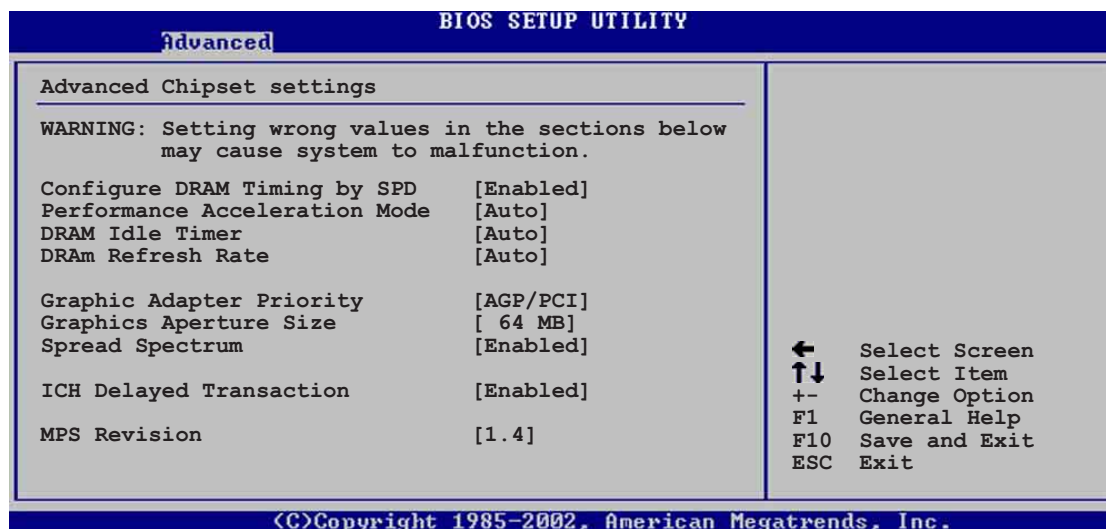 BIOS SETUP UTILITY
Advanced
Advanced Chipset settings
WARNING: Setting wrong values in the sections below
may cause system to malfunction.
Configure DRAM Timing by SPD [Enabled]
Performance Acceleration Mode [Auto]
DRAM Idle Timer [Auto]
DRAm Refresh Rate [Auto]
Graphic Adapter Priority [AGP/PCI]
Graphics Aperture Size [ 64 MB]
Spread Spectrum [Enabled]
ICH Delayed Transaction [Enabled]
MPS Revision [1.4]
← Select Screen
↑↓ Select Item
+- Change Option
F1 General Help
F10 Save and Exit
ESC Exit
(C)Copyright 1985-2002, American Megatrends, Inc.